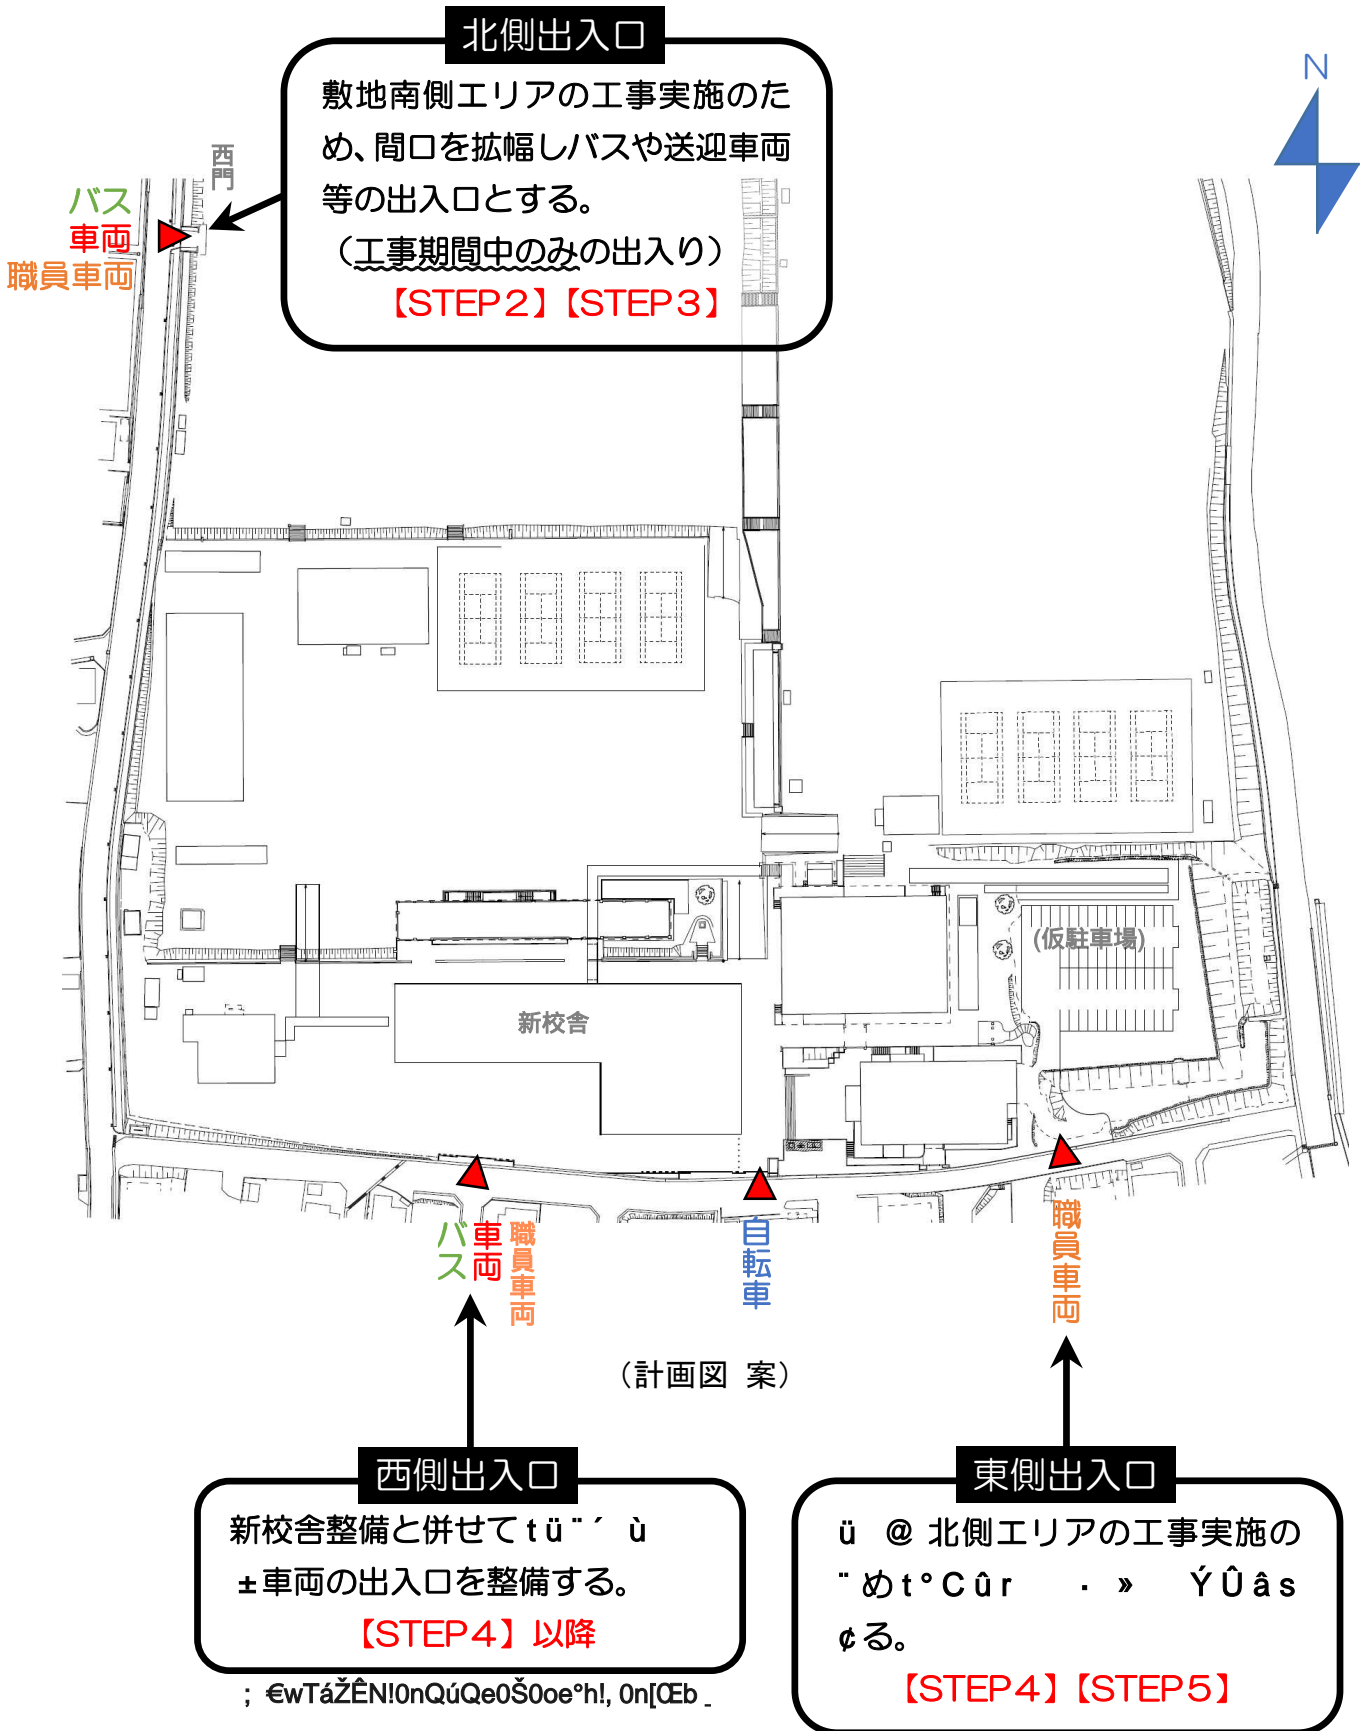 北側出入口
敷地南側エリアの工事実施のた
め、間口を拡幅しバスや送迎車両
等の出入口とする。
（工事期間中のみの出入り）
【STEP2】【STEP3】
N
西門
バス
車両
職員車両
(仮駐車場)
新校舎
バス
車両
職員車両
自転車
職員車両
（計画図 案）
西側出入口
新校舎整備と併せて
車両の出入口を整備する。
【STEP4】以降
東側出入口
北側エリアの工事実施の
め
る。
【STEP4】【STEP5】